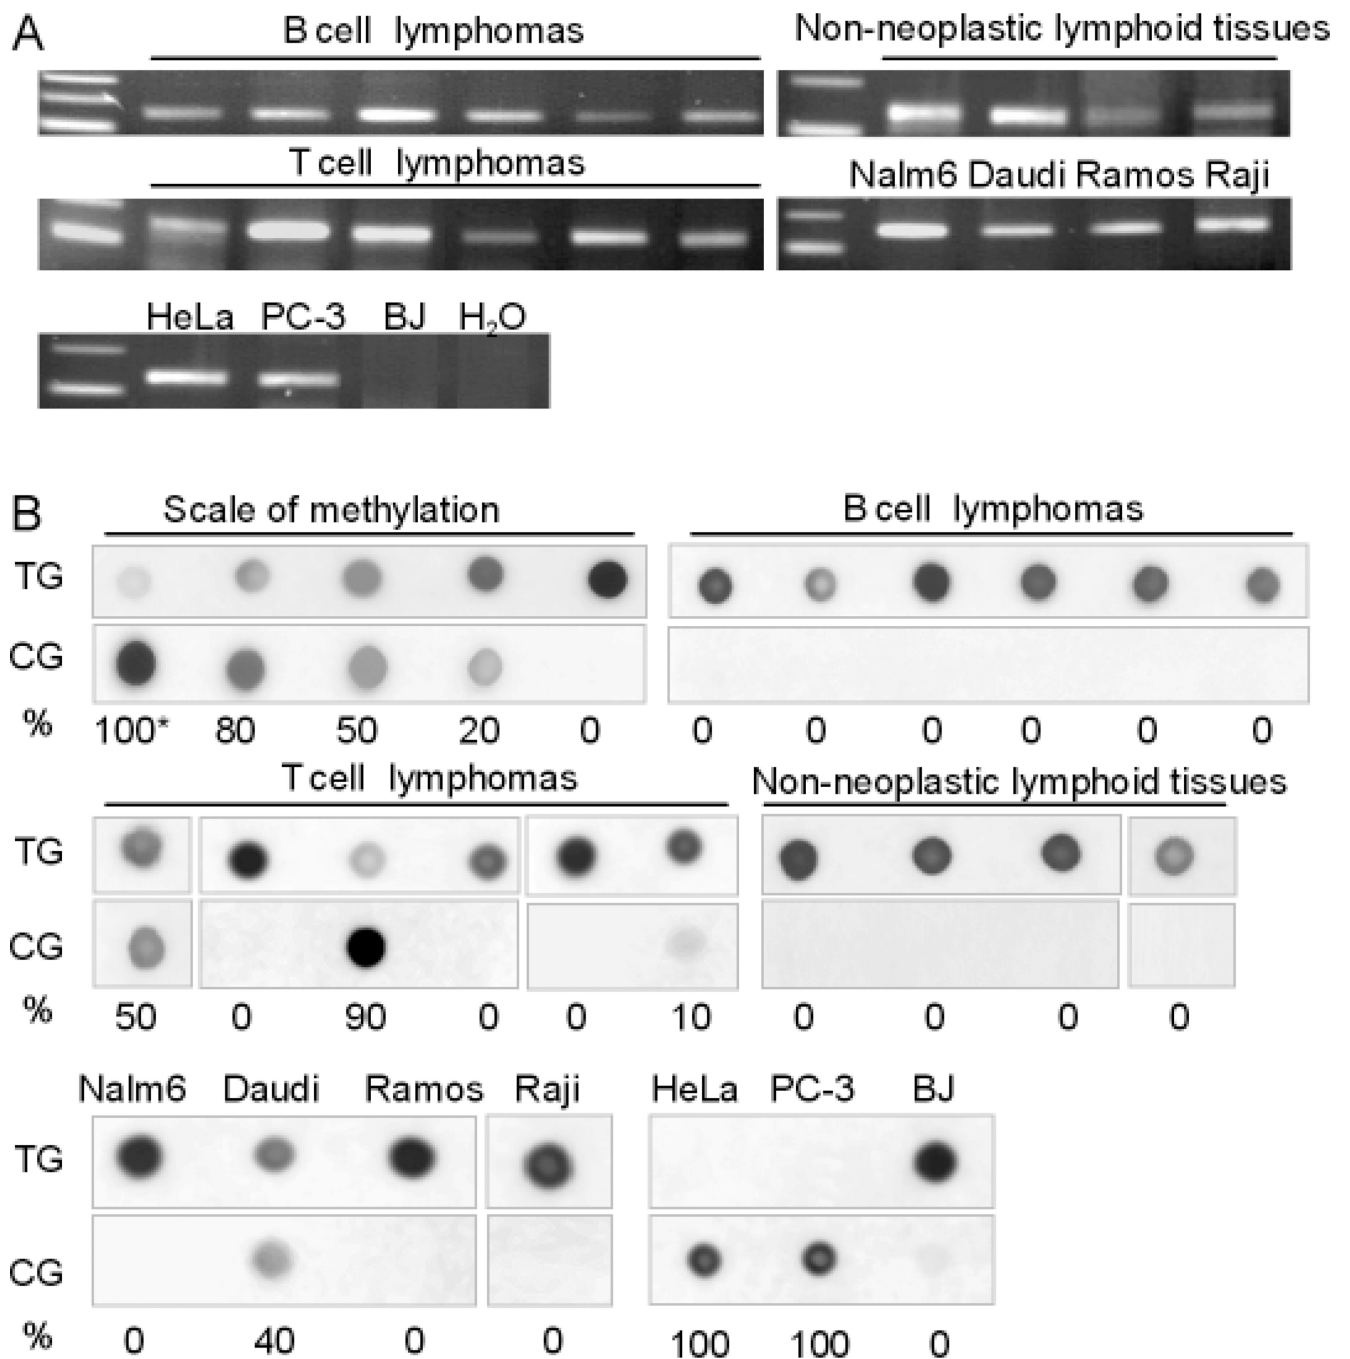 A
B cell lymphomas
Non-neoplastic lymphoid tissues
T cell lymphomas
Nalm6 Daudi Ramos Raji
HeLa PC-3 BJ H₂O
B
Scale of methylation
B cell lymphomas
TG
CG
% 100* 80 50 20 0 0 0 0 0 0 0
T cell lymphomas
Non-neoplastic lymphoid tissues
TG
CG
% 50 0 90 0 0 10 0 0 0 0
Nalm6 Daudi Ramos Raji HeLa PC-3 BJ
TG
CG
% 0 40 0 0 100 100 0